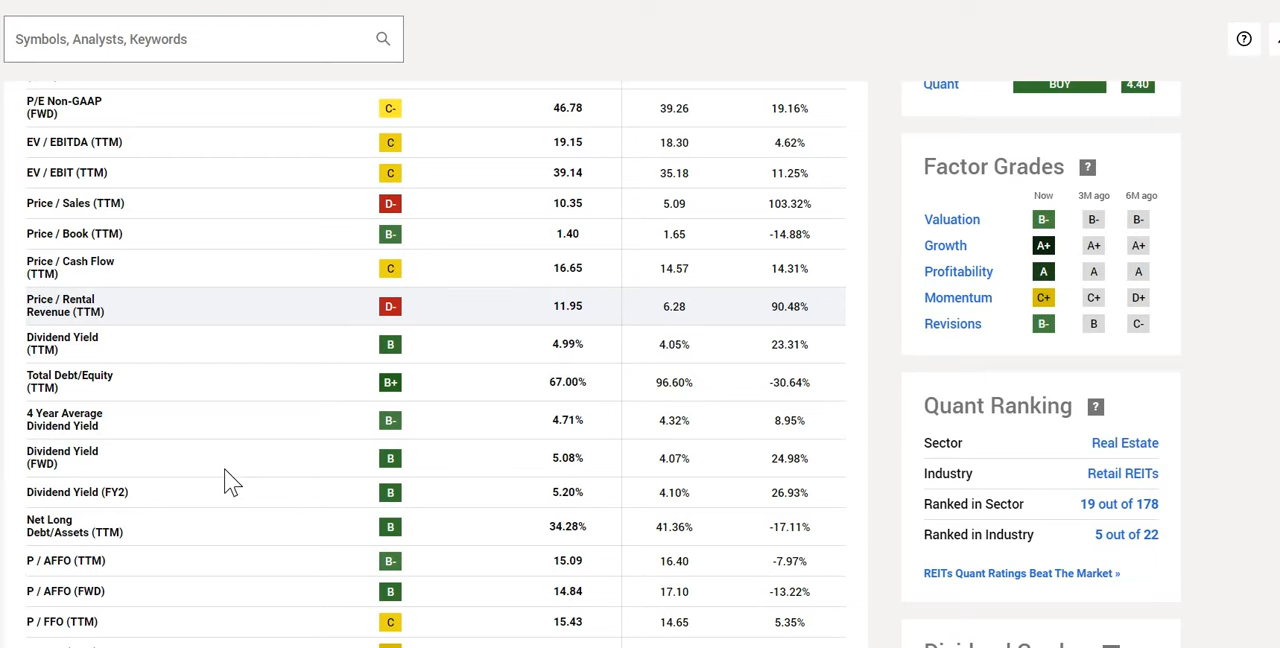 Symbols, Analysts, Keywords
P/E Non-GAAP
(FWD)
C-
46.78
39.26
19.16%
EV / EBITDA (TTM)
C
19.15
18.30
4.62%
EV / EBIT (TTM)
C
39.14
35.18
11.25%
Price / Sales (TTM)
D-
10.35
5.09
103.32%
Price / Book (TTM)
B-
1.40
1.65
-14.88%
Price / Cash Flow
(TTM)
C
16.65
14.57
14.31%
Price / Rental
Revenue (TTM)
D-
11.95
6.28
90.48%
Dividend Yield
(TTM)
B
4.99%
4.05%
23.31%
Total Debt/Equity
(TTM)
B+
67.00%
96.60%
-30.64%
4 Year Average
Dividend Yield
B-
4.71%
4.32%
8.95%
Dividend Yield
(FWD)
B
5.08%
4.07%
24.98%
Dividend Yield (FY2)
B
5.20%
4.10%
26.93%
Net Long
Debt/Assets (TTM)
B
34.28%
41.36%
-17.11%
P / AFFO (TTM)
B-
15.09
16.40
-7.97%
P / AFFO (FWD)
B
14.84
17.10
-13.22%
P / FFO (TTM)
C
15.43
14.65
5.35%
?
Quant
BUY
4.40
Factor Grades ?
Now 3M ago 6M ago
Valuation B- B- B-
Growth A+ A+ A+
Profitability A A A
Momentum C+ C+ D+
Revisions B- B C-
Quant Ranking ?
Sector Real Estate
Industry Retail REITs
Ranked in Sector 19 out of 178
Ranked in Industry 5 out of 22
REITs Quant Ratings Beat The Market »